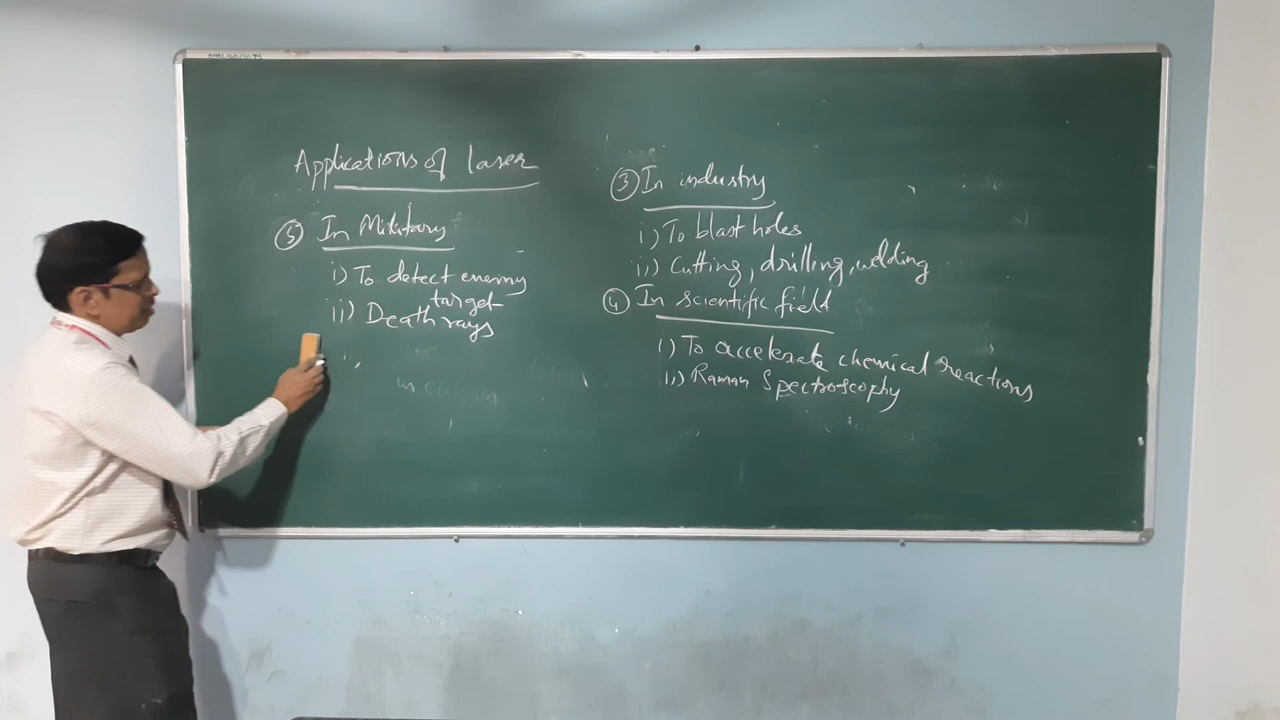 Applications of laser
⑤ In Military
i) To detect enemy
target
ii) Death rays
③ In industry
i) To blast holes
ii) Cutting, drilling, welding
④ In scientific field
i) To accelerate chemical reactions
ii) Raman Spectroscopy